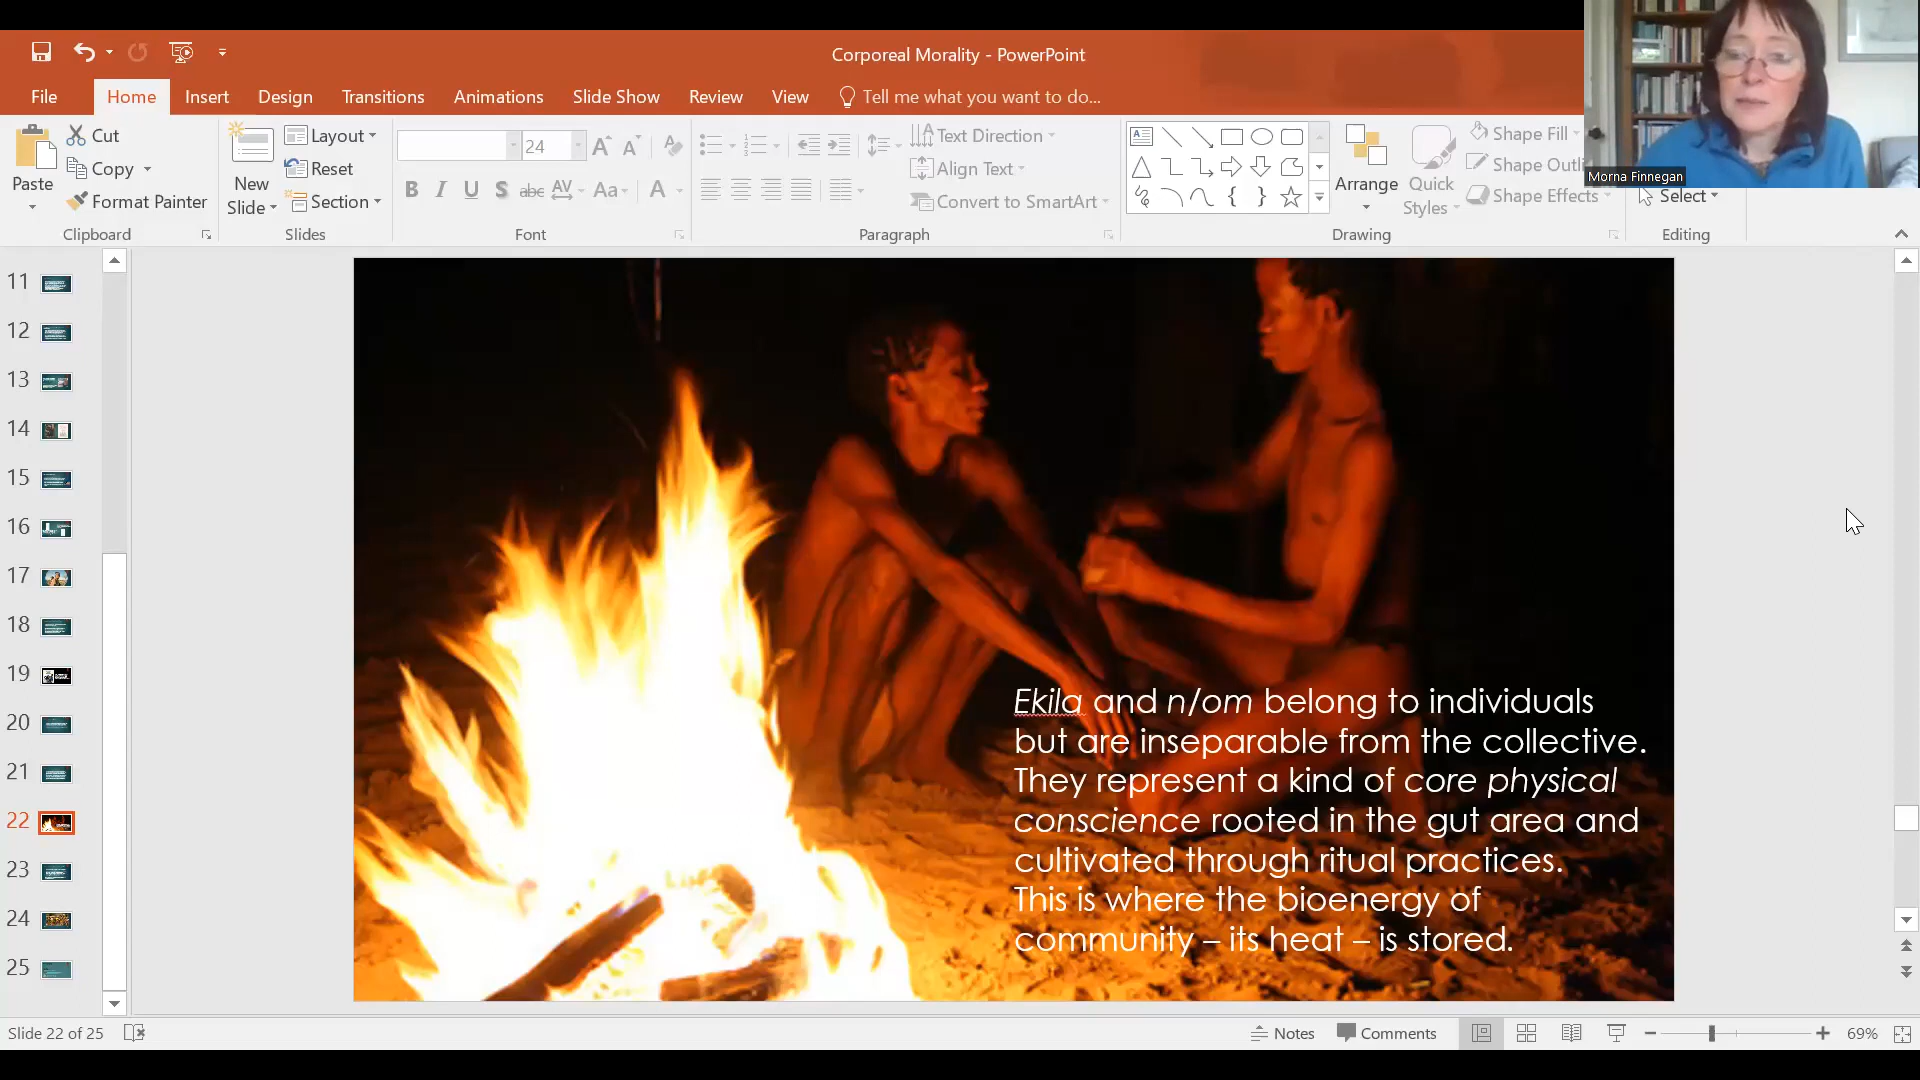 Corporeal Morality - PowerPoint
File Home Insert Design Transitions Animations Slide Show Review View Tell me what you want to do...
Morna Finnegan
Paste
Cut
Copy
Format Painter
Clipboard
New Slide
Layout
Reset
Section
Slides
24
B I U S abc AV Aa A
Font
Text Direction
Align Text
Convert to SmartArt
Paragraph
Arrange
Quick Styles
Shape Fill
Shape Outli
Shape Effects
Drawing
Select
Editing
11
12
13
14
15
16
17
18
19
20
21
22
23
24
25
Ekila and n/om belong to individuals
but are inseparable from the collective.
They represent a kind of core physical
conscience rooted in the gut area and
cultivated through ritual practices.
This is where the bioenergy of
community – its heat – is stored.
Slide 22 of 25 Notes Comments 69%